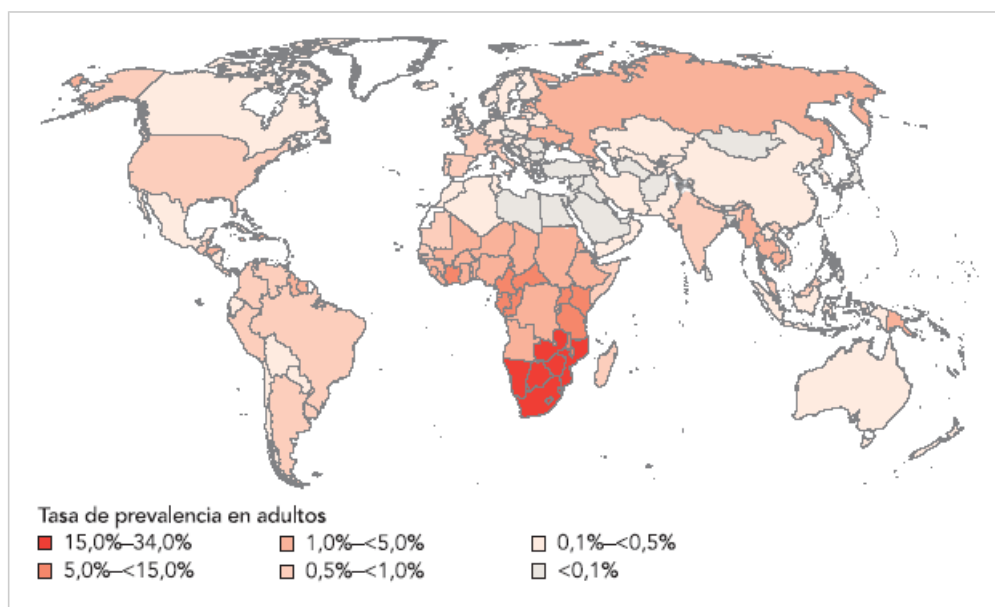 Tasa de prevalencia en adultos
15,0%–34,0% 1,0%–<5,0% 0,1%–<0,5%
5,0%–<15,0% 0,5%–<1,0% <0,1%